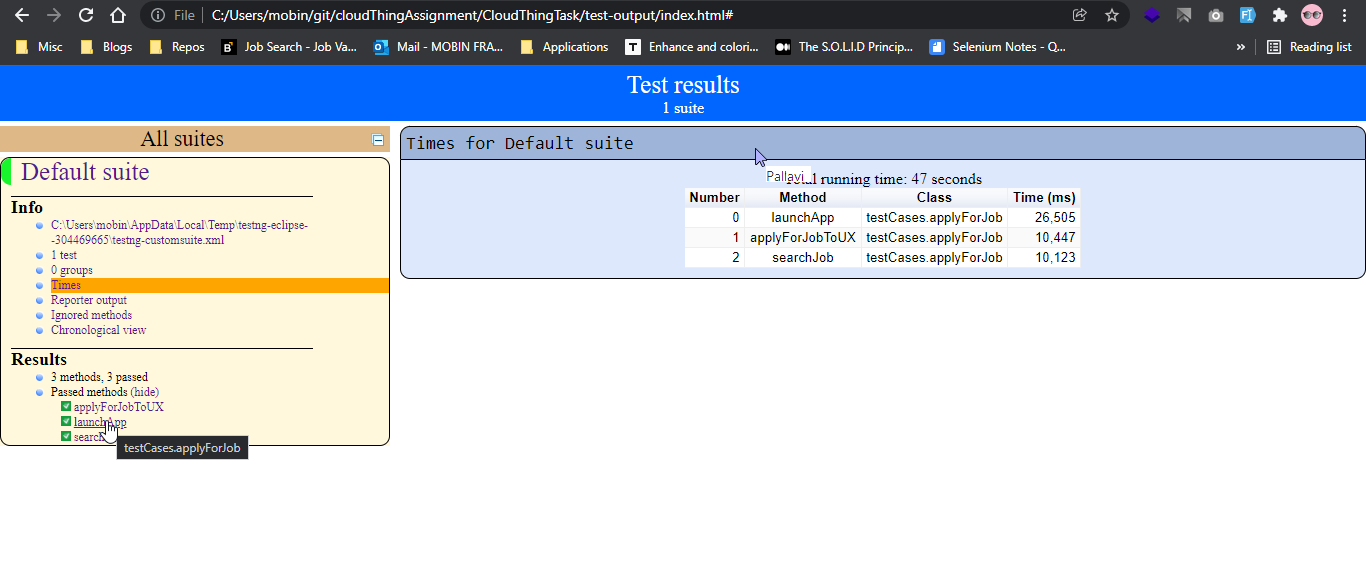 File
C:/Users/mobin/git/cloudThingAssignment/CloudThingTask/test-output/index.html#
Misc
Blogs
Repos
Job Search - Job Va...
Mail - MOBIN FRA...
Applications
Enhance and colori...
The S.O.L.I.D Princip...
Selenium Notes - Q...
»
Reading list
Test results
1 suite
All suites
Default suite
Info
C:\Users\mobin\AppData\Local\Temp\testng-eclipse-
-304469665\testng-customsuite.xml
1 test
0 groups
Times
Reporter output
Ignored methods
Chronological view
Results
3 methods, 3 passed
Passed methods (hide)
applyForJobToUX
launchApp
search
testCases.applyForJob
Times for Default suite
Pallavi
running time: 47 seconds
Number Method Class Time (ms)
0 launchApp testCases.applyForJob 26,505
1 applyForJobToUX testCases.applyForJob 10,447
2 searchJob testCases.applyForJob 10,123